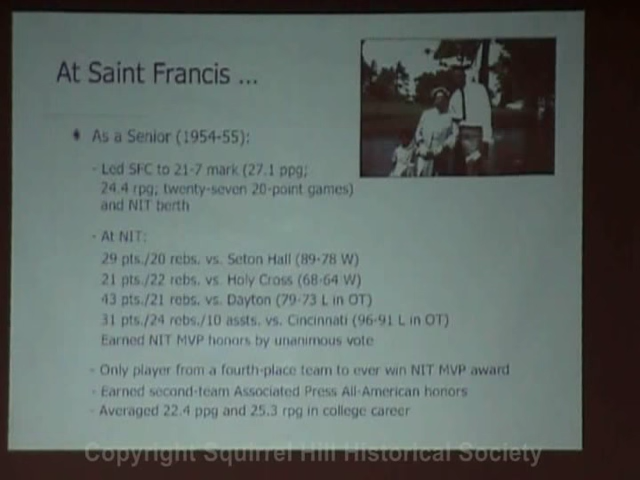 At Saint Francis ...
As a Senior (1954-55):
- Led SFC to 21-7 mark (27.1 ppg;
24.4 rpg; twenty-seven 20-point games)
and NIT berth
- At NIT:
29 pts./20 rebs. vs. Seton Hall (89-78 W)
21 pts./22 rebs. vs. Holy Cross (68-64 W)
43 pts./21 rebs. vs. Dayton (79-73 L in OT)
31 pts./24 rebs./10 assts. vs. Cincinnati (96-91 L in OT)
Earned NIT MVP honors by unanimous vote
- Only player from a fourth-place team to ever win NIT MVP award
- Earned second-team Associated Press All-American honors
- Averaged 22.4 ppg and 25.3 rpg in college career
Copyright Squirrel Hill Historical Society